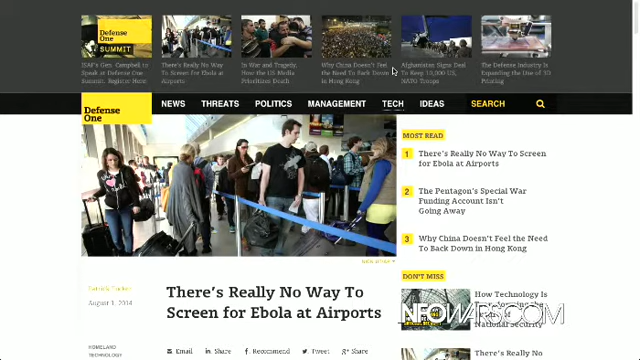 Defense
One
SUMMIT
ISAF's Gen. Campbell to
Speak at Defense One
Summit. Register Here
There's Really No Way
To Screen for Ebola at
Airports
In War and Tragedy,
How the US Media
Prioritizes Death
Why China Doesn't Feel
the Need To Back Down
in Hong Kong
Afghanistan Signs Deal
To Keep 10,000 US,
NATO Troops
The Defense Industry Is
Expanding the Use of 3D
Printing
Defense
One
NEWS THREATS POLITICS MANAGEMENT TECH IDEAS SEARCH
MOST READ
1 There's Really No Way To Screen
for Ebola at Airports
2 The Pentagon's Special War
Funding Account Isn't
Going Away
3 Why China Doesn't Feel the Need
To Back Down in Hong Kong
Patrick Tucker
August 1, 2014
There's Really No Way To
Screen for Ebola at Airports
HOMELAND
TECHNOLOGY
Email Share Recommend Tweet Share
DON'T MISS
How Technology Is
National Security
There's Really No
INFOWARS.COM